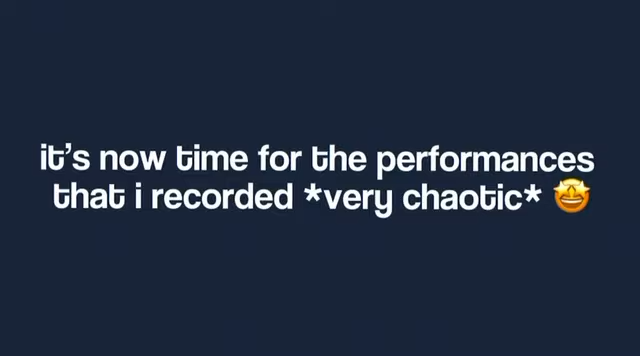 it's now time for the performances
that i recorded *very chaotic* 🤩